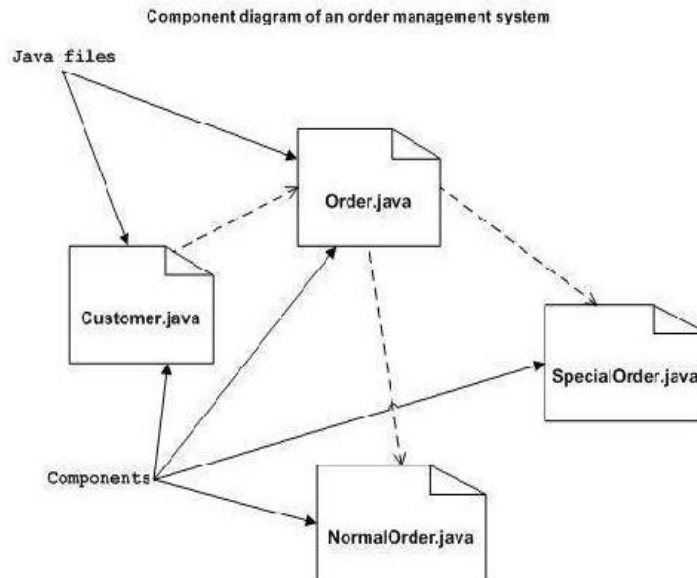 Component diagram of an order management system
Java files
Order.java
Customer.java
SpecialOrder.java
Components
NormalOrder.java